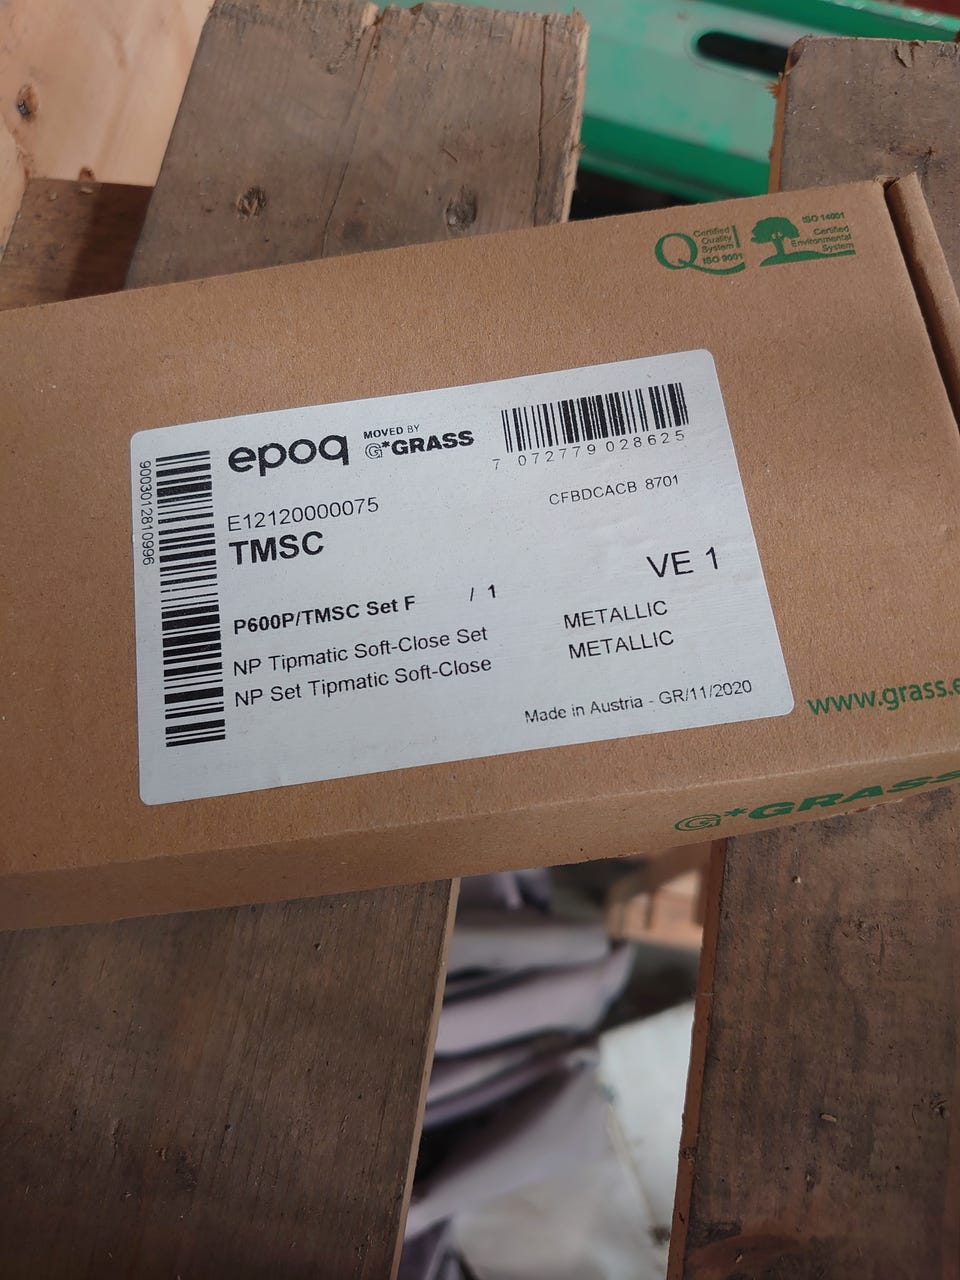 Certified
Quality
System
ISO 9001
ISO 14001
Certified
Environmental
System
epoq
MOVED BY
G*GRASS
7 072779 028625
9003012810996
E12120000075
CFBDCACB 8701
TMSC
VE 1
P600P/TMSC Set F / 1
NP Tipmatic Soft-Close Set METALLIC
NP Set Tipmatic Soft-Close METALLIC
Made in Austria - GR/11/2020
www.grass.e
G*GRASS